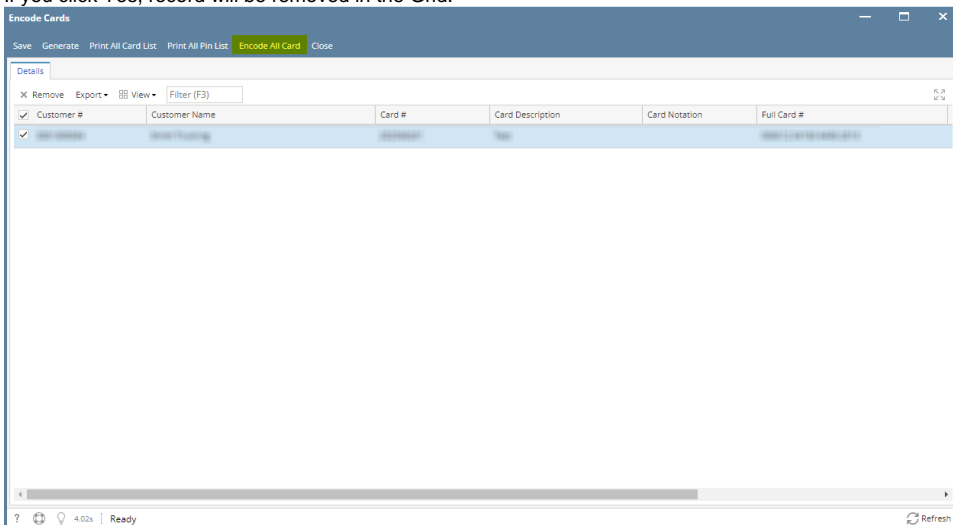 If you click Yes, record will be removed in the Grid.
Encode Cards
Save Generate Print All Card List Print All Pin List Encode All Card Close
Details
Remove Export View Filter (F3)
Customer # Customer Name Card # Card Description Card Notation Full Card #
? 4.02s Ready Refresh